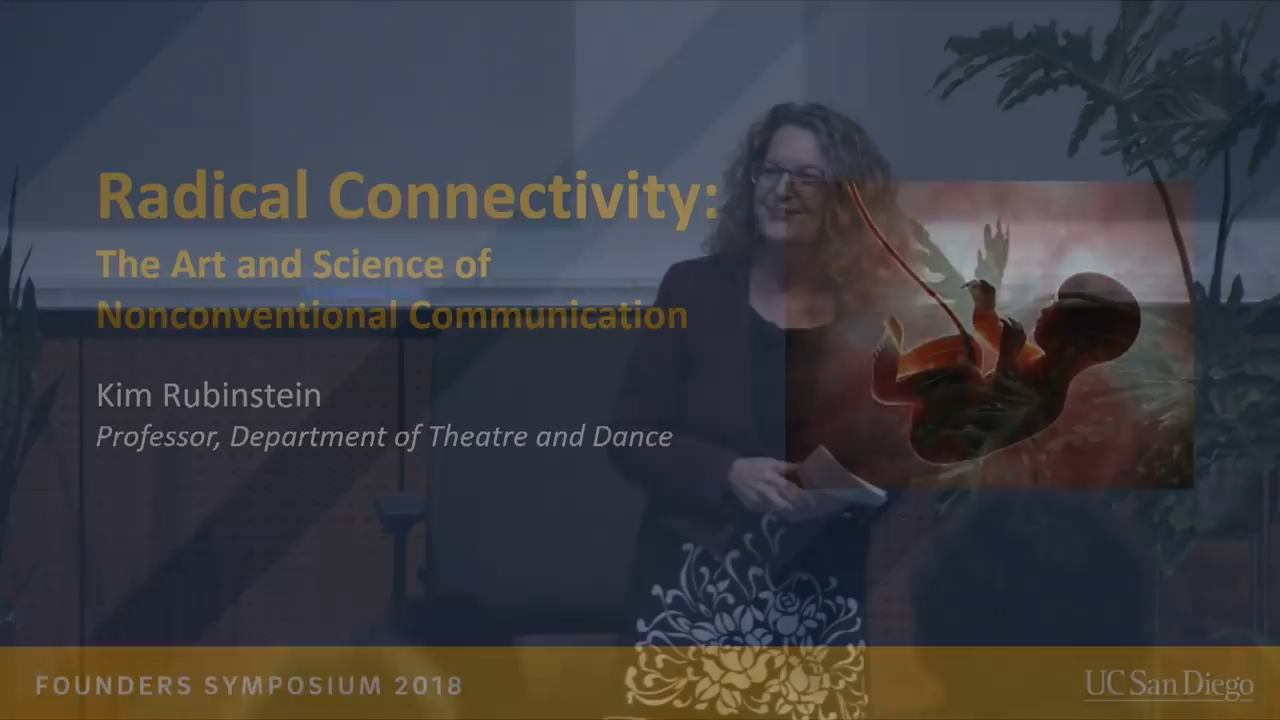 Radical Connectivity:
The Art and Science of
Nonconventional Communication
Kim Rubinstein
Professor, Department of Theatre and Dance
FOUNDERS SYMPOSIUM 2018
UC San Diego